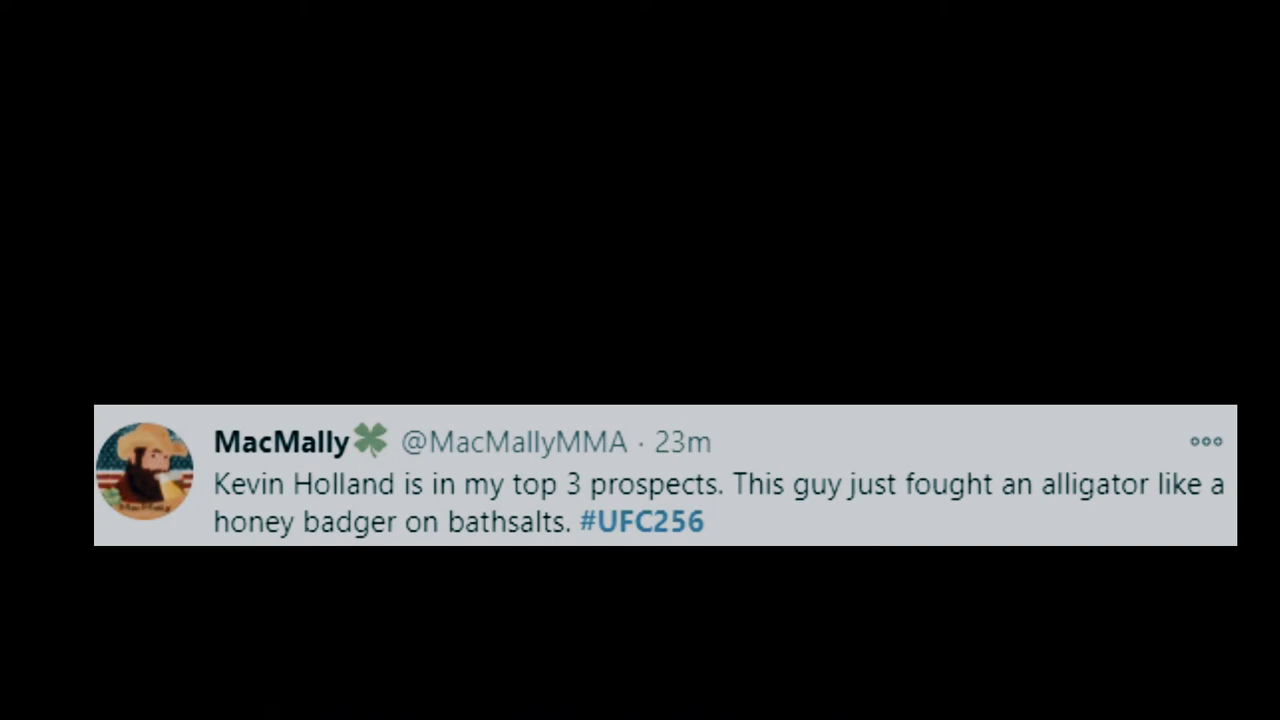 MacMally🍀 @MacMallyMMA · 23m
Kevin Holland is in my top 3 prospects. This guy just fought an alligator like a
honey badger on bathsalts. #UFC256
MacMally